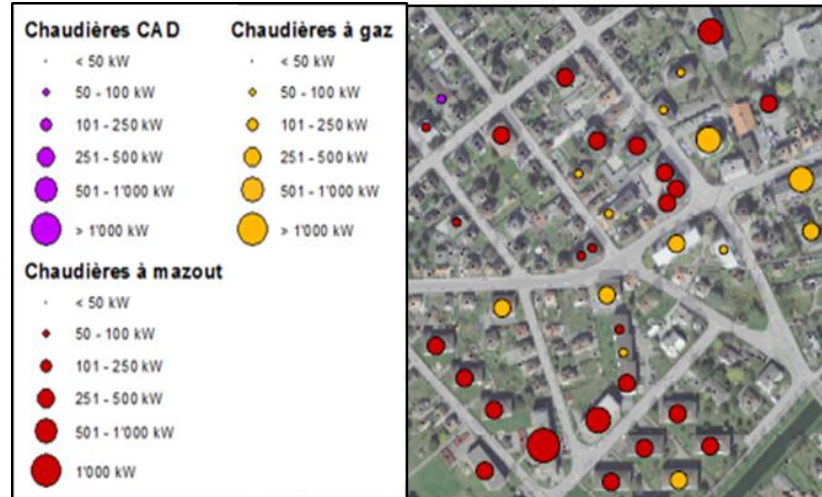 Chaudières CAD
< 50 kW
50 - 100 kW
101 - 250 kW
251 - 500 kW
501 - 1'000 kW
> 1'000 kW
Chaudières à gaz
< 50 kW
50 - 100 kW
101 - 250 kW
251 - 500 kW
501 - 1'000 kW
> 1'000 kW
Chaudières à mazout
< 50 kW
50 - 100 kW
101 - 250 kW
251 - 500 kW
501 - 1'000 kW
1'000 kW